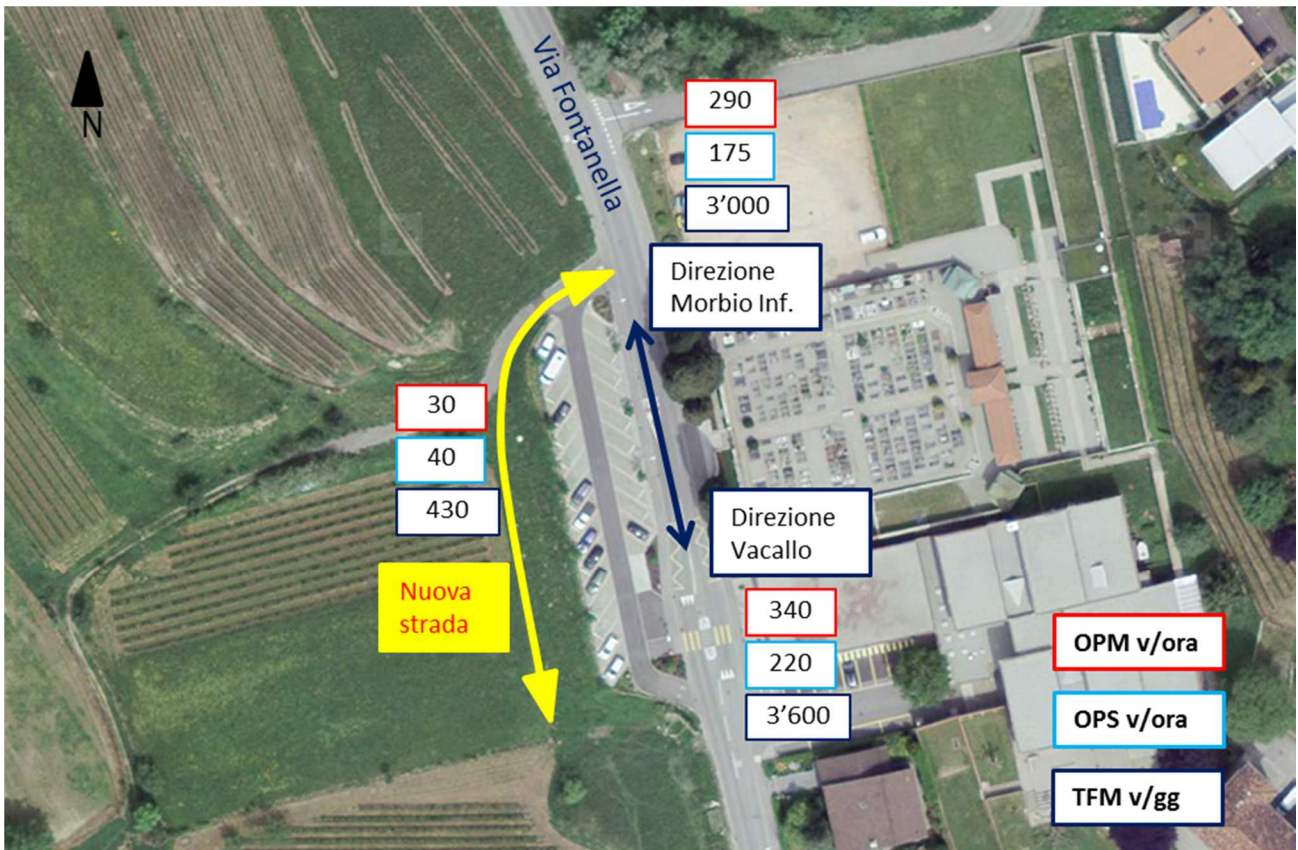 N
Via Fontanella
290
175
3’000
Direzione
Morbio Inf.
30
40
430
Nuova
strada
Direzione
Vacallo
340
220
3’600
OPM v/ora
OPS v/ora
TFM v/gg